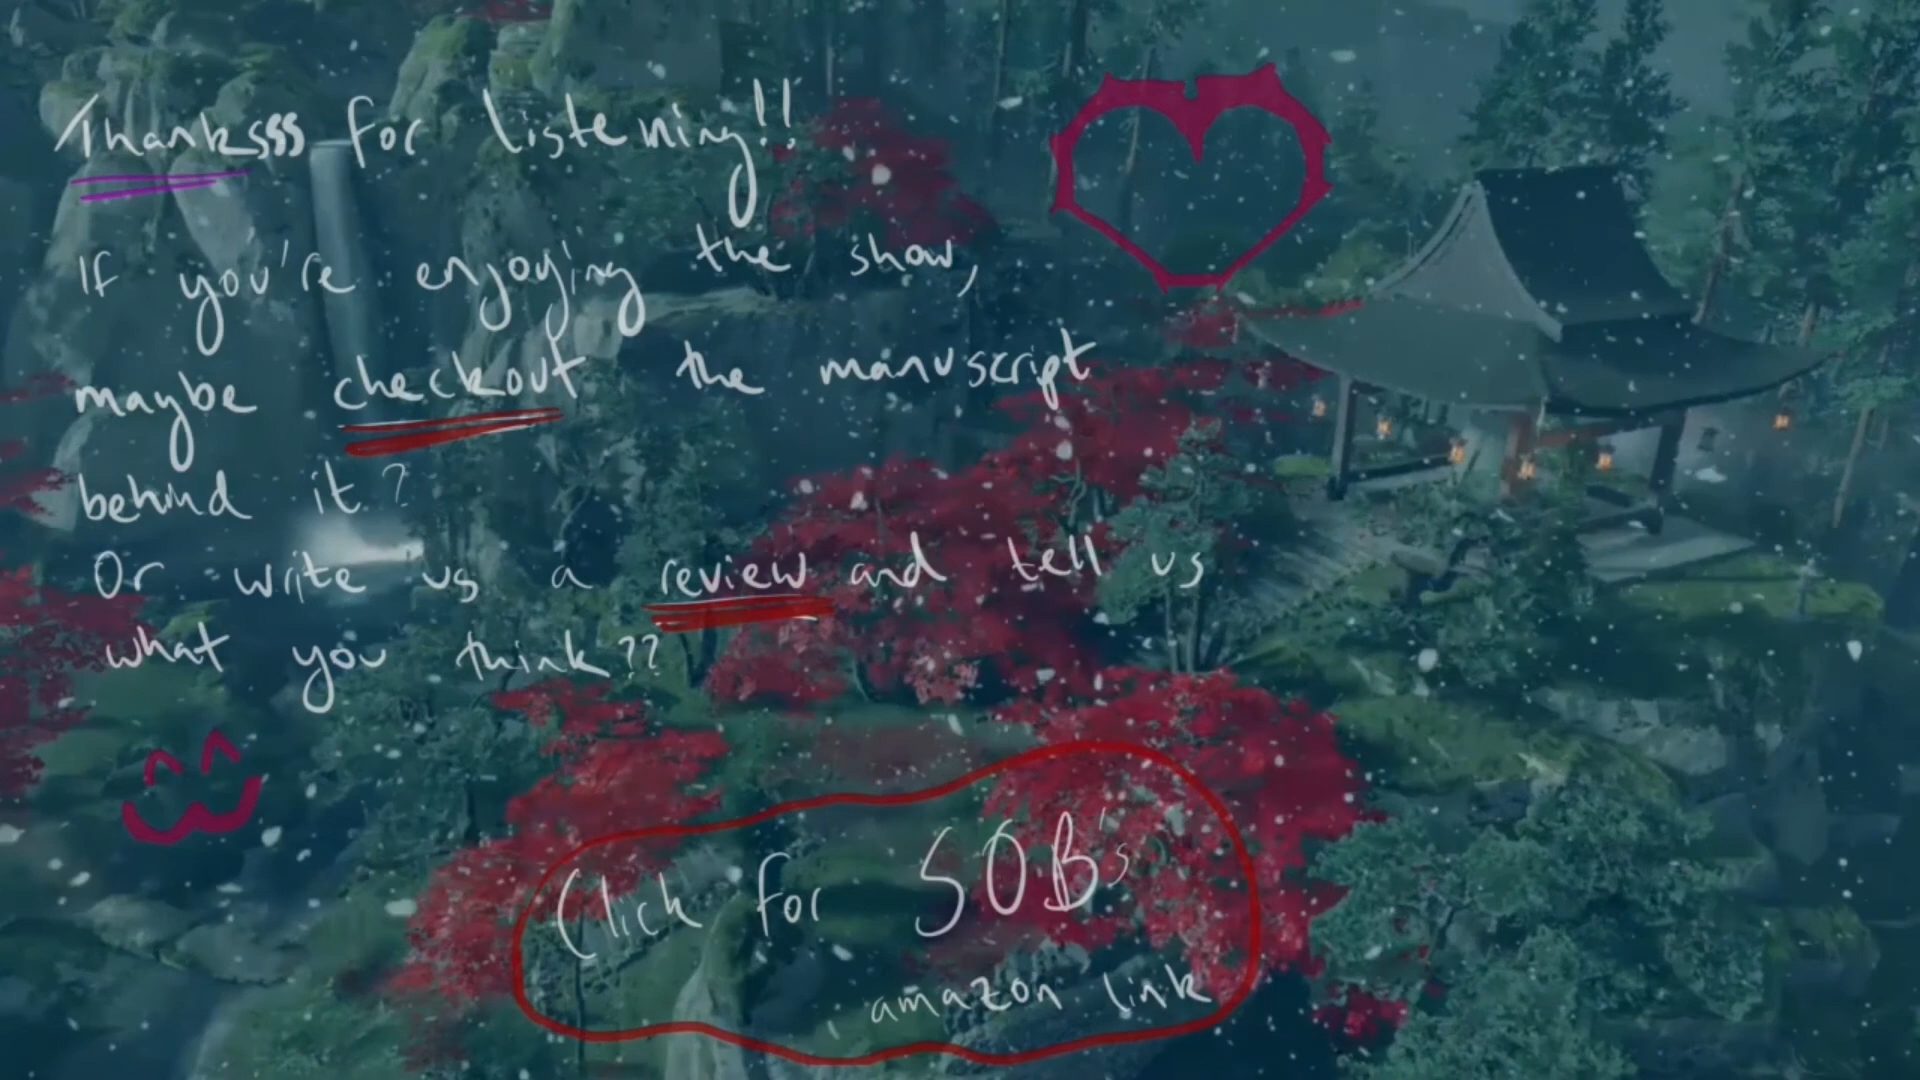 Thanksss for listening!!
If you're enjoying the show,
maybe checkout the manuscript
behind it?
Or write us a review and tell us
what you think??
Click for SOB's
amazon link